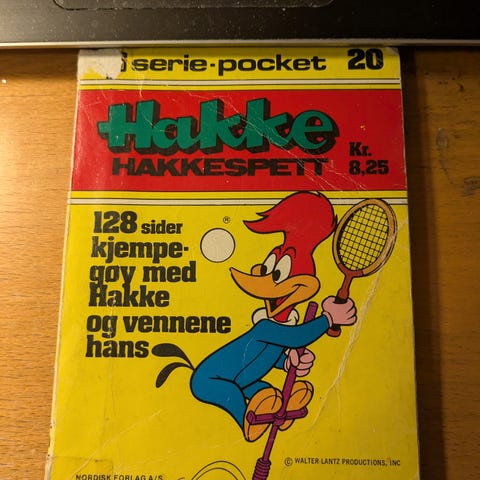 serie-pocket 20
Hakke
HAKKESPETT
Kr.
8,25
128 sider
kjempe-
gøy med
Hakke
og vennene
hans
®
© WALTER LANTZ PRODUCTIONS, INC
NORDISK FORLAG A/S